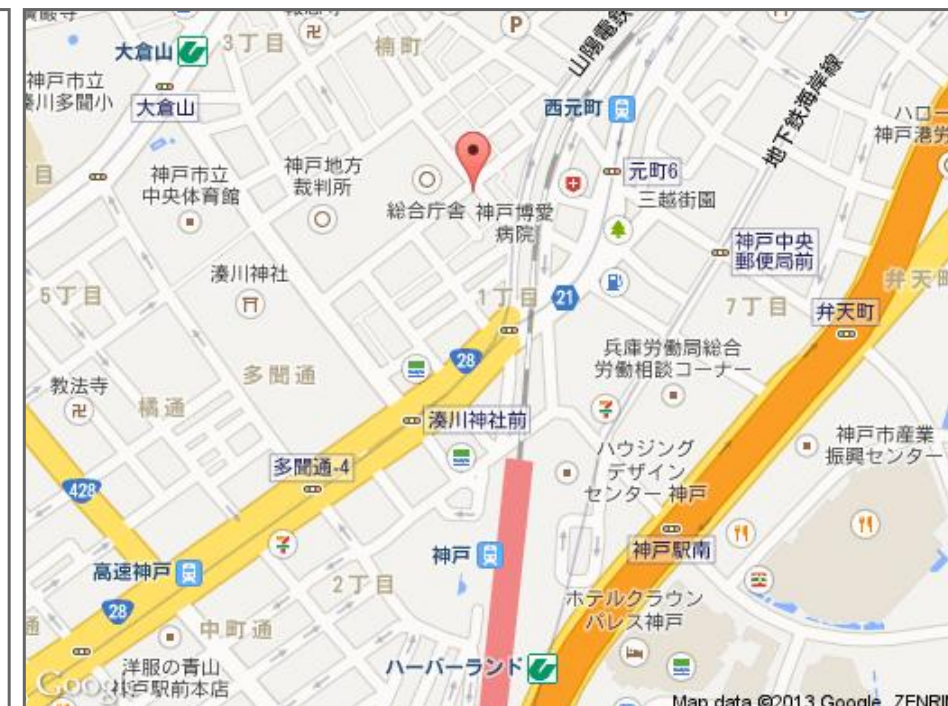 大倉山
3丁目
楠町
P
山陽電鉄
神戸市立
湊川多聞小
大倉山
西元町
地下鉄海岸線
ハロー
神戸港労
丁目
神戸市立
中央体育館
神戸地方
裁判所
総合庁舎
神戸博愛
病院
元町6
三越街園
神戸中央
郵便局前
弁天町
5丁目
湊川神社
1丁目
21
7丁目
弁天町
28
兵庫労働局総合
労働相談コーナー
多聞通
教法寺
橘通
湊川神社前
7
神戸市産業
振興センター
多聞通-4
ハウジング
デザイン
センター 神戸
428
7
神戸
神戸駅南
高速神戸
2丁目
28
ホテルクラウン
パレス神戸
通
中町通
洋服の青山
神戸駅前本店
ハーバーランド
Google
Map data ©2013 Google, ZENRI